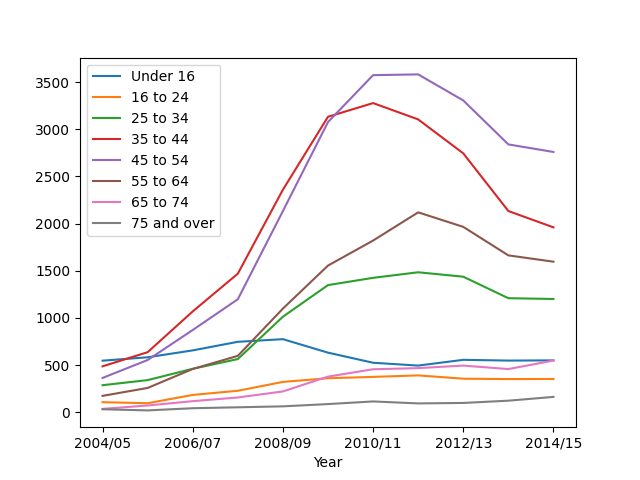 Under 16
16 to 24
25 to 34
35 to 44
45 to 54
55 to 64
65 to 74
75 and over
3500
3000
2500
2000
1500
1000
500
0
2004/05 2006/07 2008/09 2010/11 2012/13 2014/15
Year